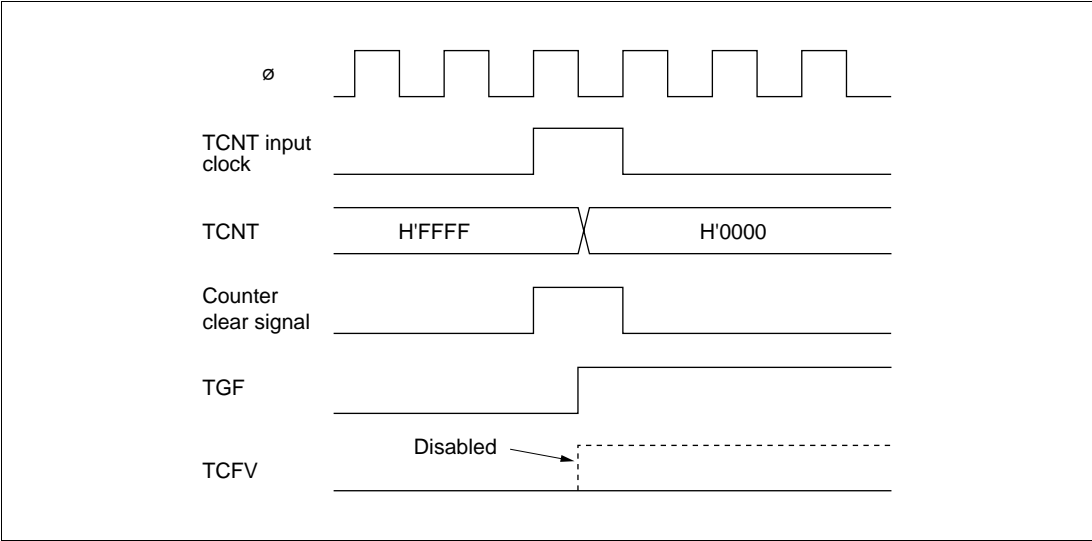 ø
TCNT input
clock
TCNT
H'FFFF
H'0000
Counter
clear signal
TGF
Disabled
TCFV